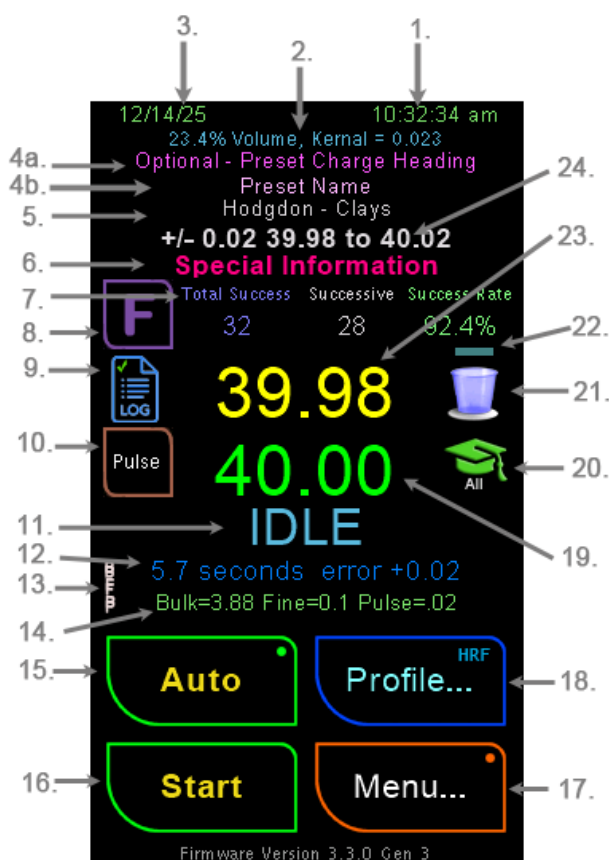 3.
1.
2.
12/14/25 10:32:34 am
23.4% Volume, Kernal = 0.023
4a. Optional - Preset Charge Heading
4b. Preset Name
24.
5. Hodgdon - Clays
+/- 0.02 39.98 to 40.02
23.
6. Special Information
7. Total Success Successive Success Rate
8. F 32 28 92.4%
22.
9. LOG 39.98
21.
10. Pulse 40.00 All 20.
11. IDLE
19.
12. 5.7 seconds error +0.02
13. B
F
P
14. Bulk=3.88 Fine=0.1 Pulse=.02
15. Auto Profile... HRF 18.
16. Start Menu... 17.
Firmware Version 3.3.0 Gen 3